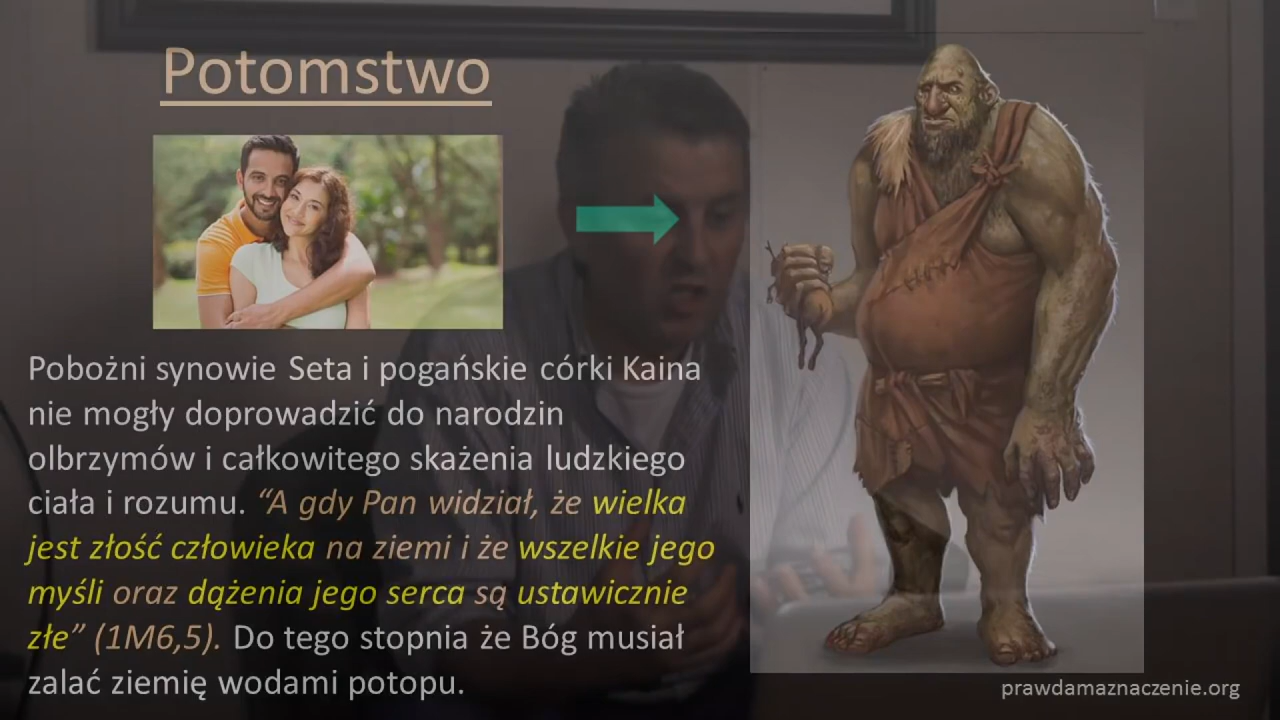 Potomstwo
Pobożni synowie Seta i pogańskie córki Kaina
nie mogły doprowadzić do narodzin
olbrzymów i całkowitego skażenia ludzkiego
ciała i rozumu. “A gdy Pan widział, że wielka
jest złość człowieka na ziemi i że wszelkie jego
myśli oraz dążenia jego serca są ustawicznie
złe” (1M6,5). Do tego stopnia że Bóg musiał
zalać ziemię wodami potopu.
prawdamaznaczenie.org